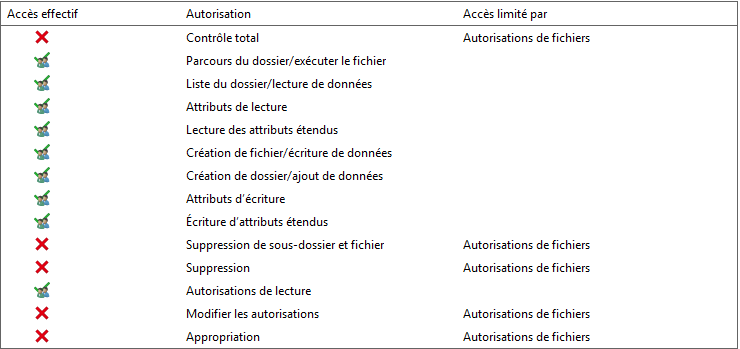 Accès effectif Autorisation Accès limité par
Contrôle total Autorisations de fichiers
Parcours du dossier/exécuter le fichier
Liste du dossier/lecture de données
Attributs de lecture
Lecture des attributs étendus
Création de fichier/écriture de données
Création de dossier/ajout de données
Attributs d'écriture
Écriture d'attributs étendus
Suppression de sous-dossier et fichier Autorisations de fichiers
Suppression Autorisations de fichiers
Autorisations de lecture
Modifier les autorisations Autorisations de fichiers
Appropriation Autorisations de fichiers